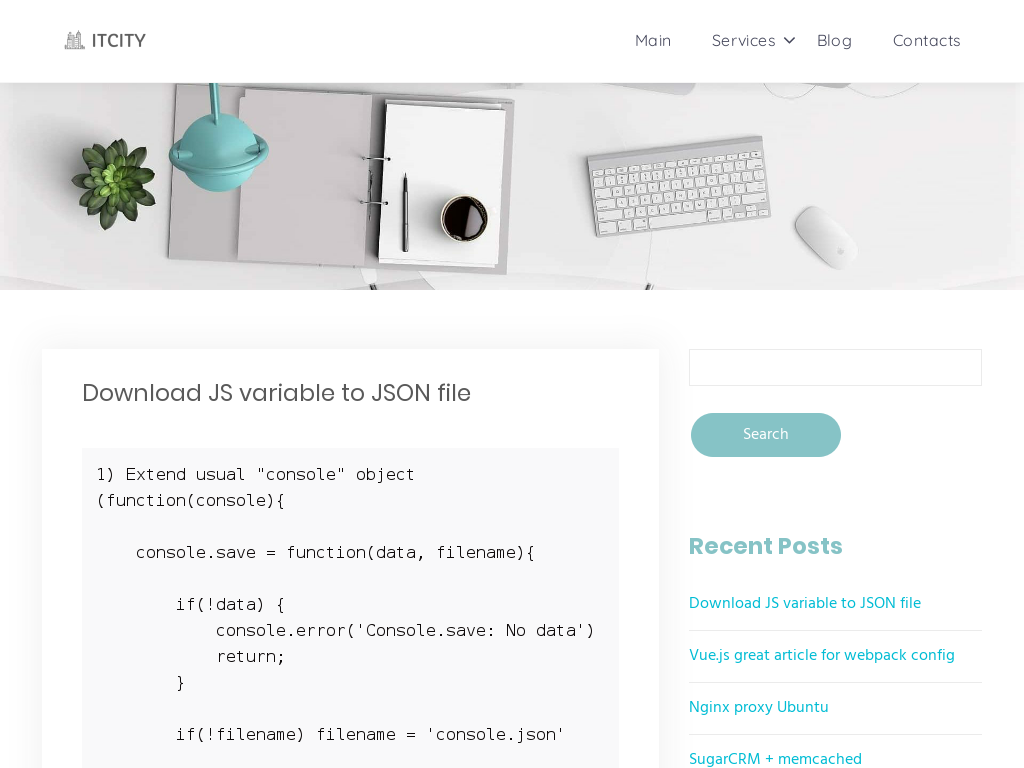 ITCITY
Main
Services
Blog
Contacts
Download JS variable to JSON file
1) Extend usual "console" object
(function(console){
console.save = function(data, filename){
if(!data) {
console.error('Console.save: No data')
return;
}
if(!filename) filename = 'console.json'
Search
Recent Posts
Download JS variable to JSON file
Vue.js great article for webpack config
Nginx proxy Ubuntu
SugarCRM + memcached